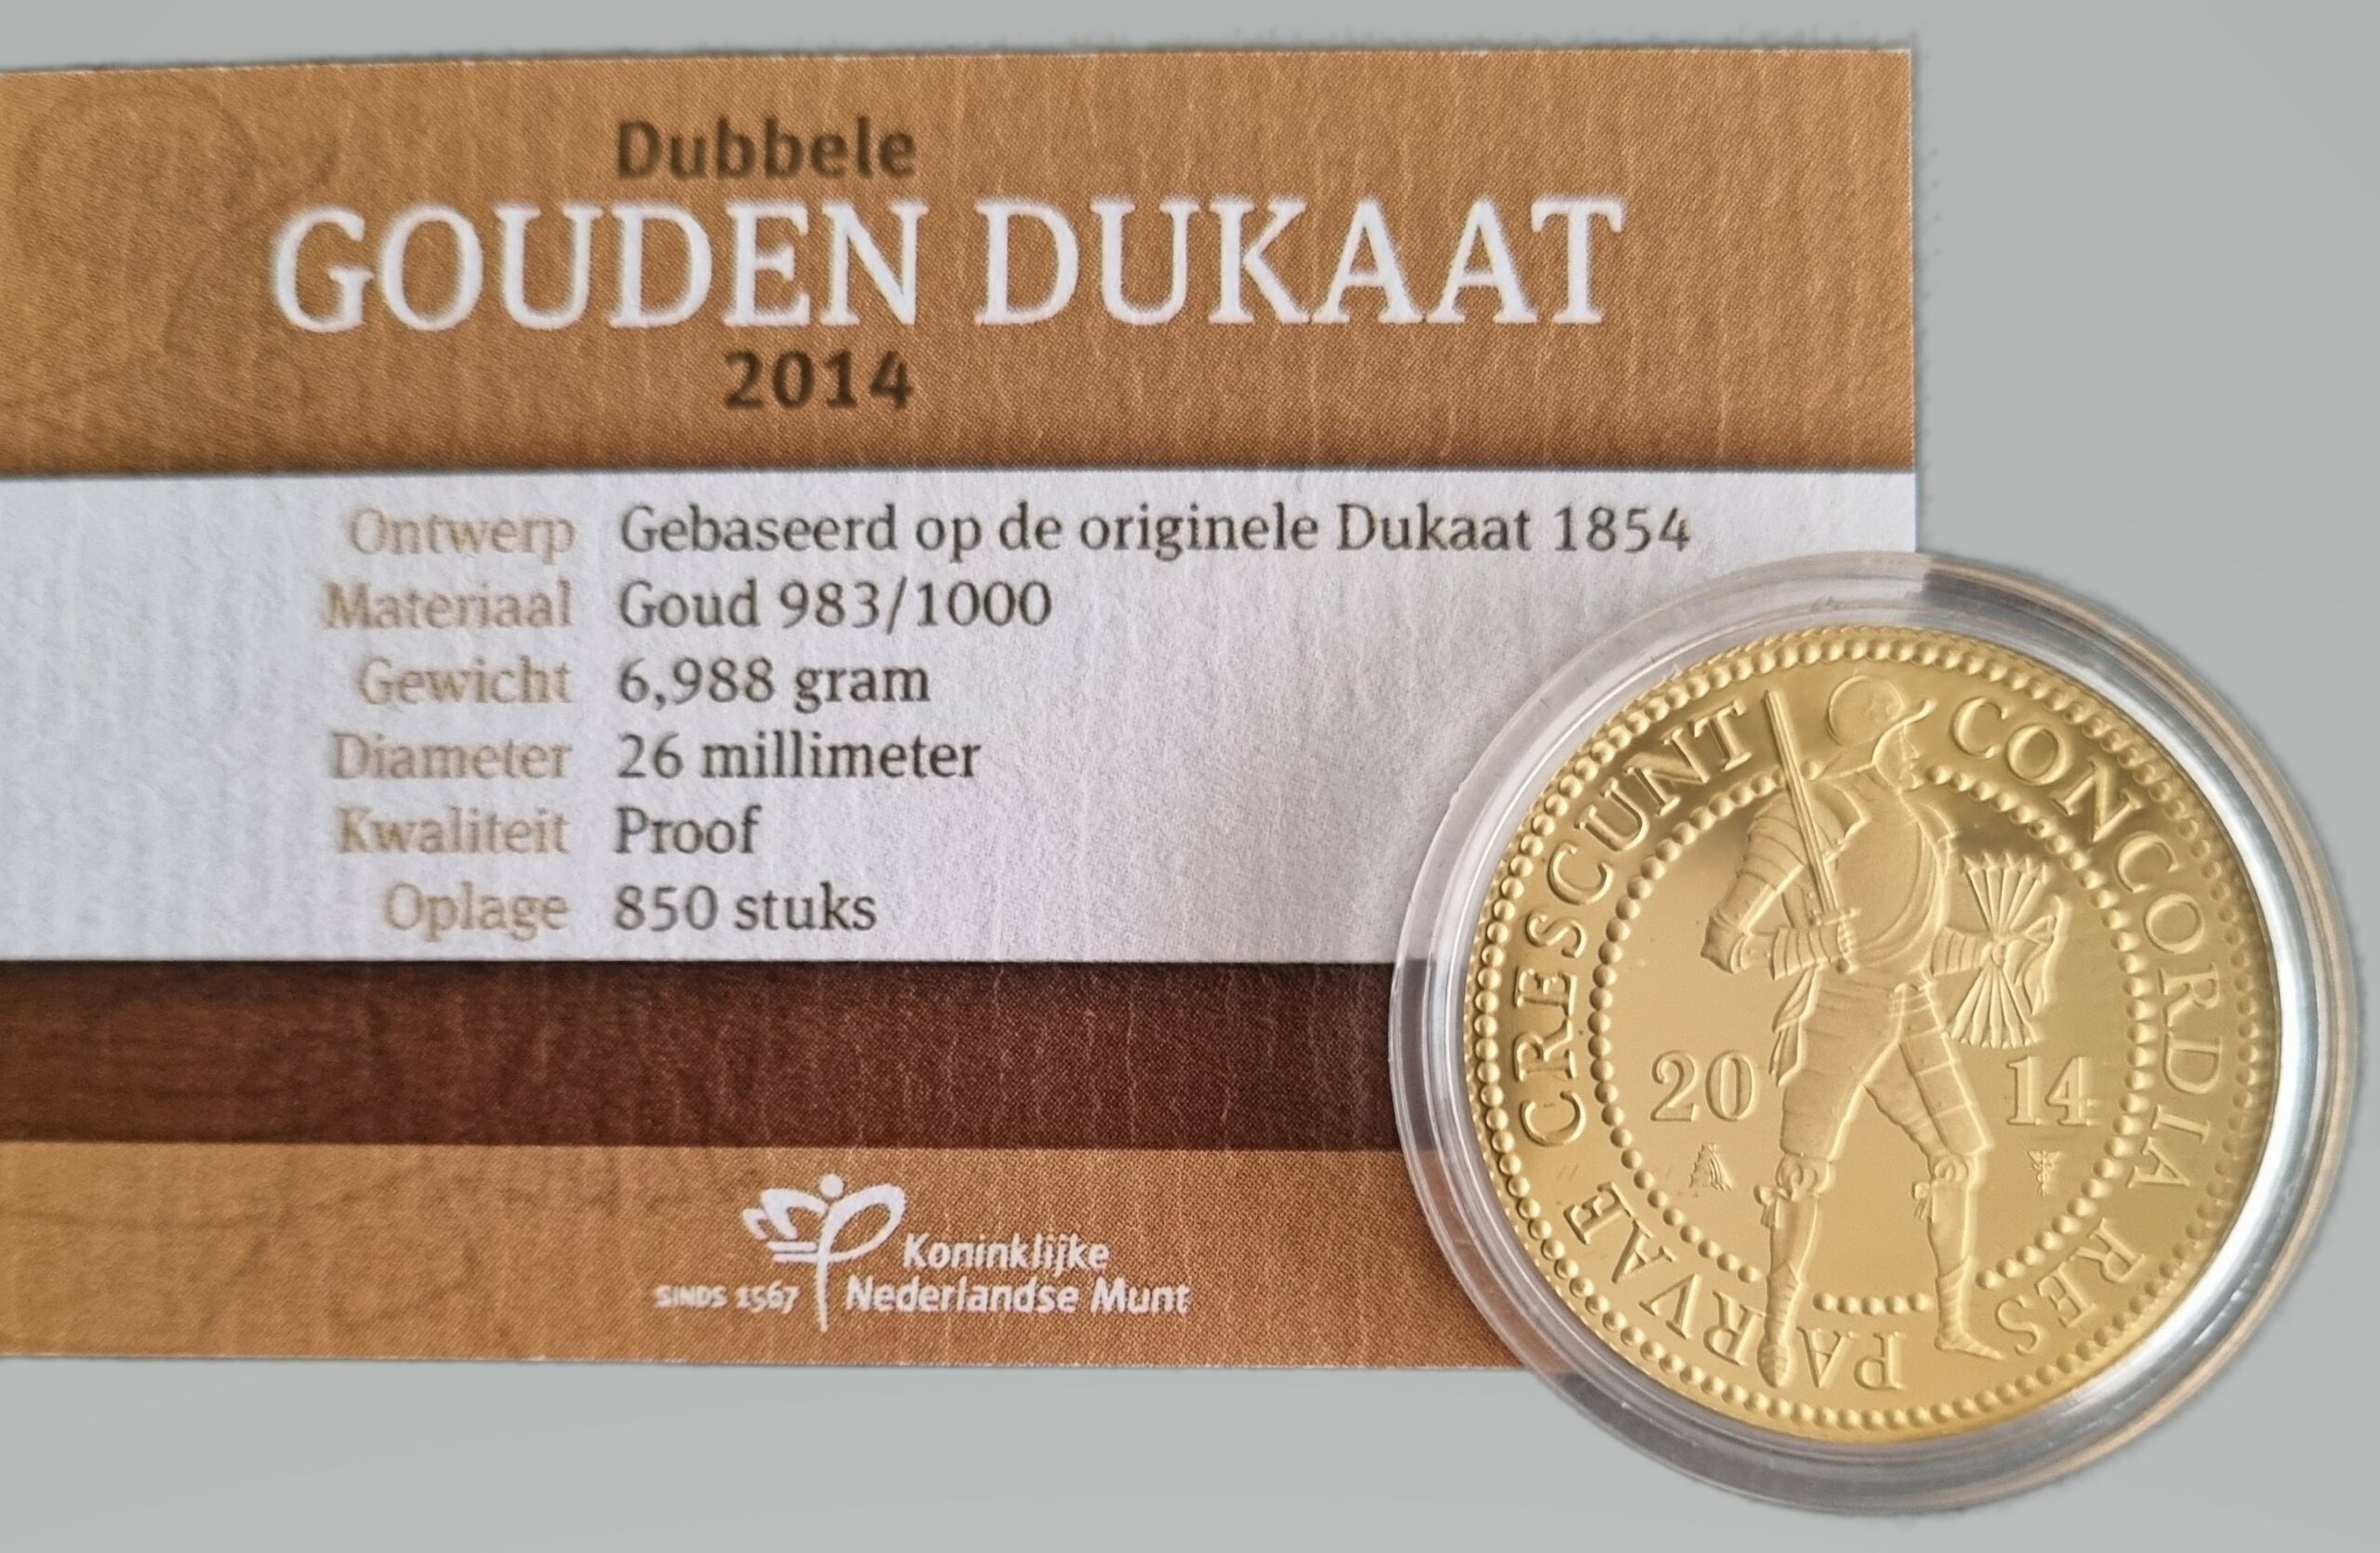 Dubbele
GOUDEN DUKAAT
2014
Ontwerp Gebaseerd op de originele Dukaat 1854
Materiaal Goud 983/1000
Gewicht 6,988 gram
Diameter 26 millimeter
Kwaliteit Proof
Oplage 850 stuks
SINDS 1567 Koninklijke
Nederlandse Munt
CONCORDIA RES PARVAE CRESCUNT
20 14